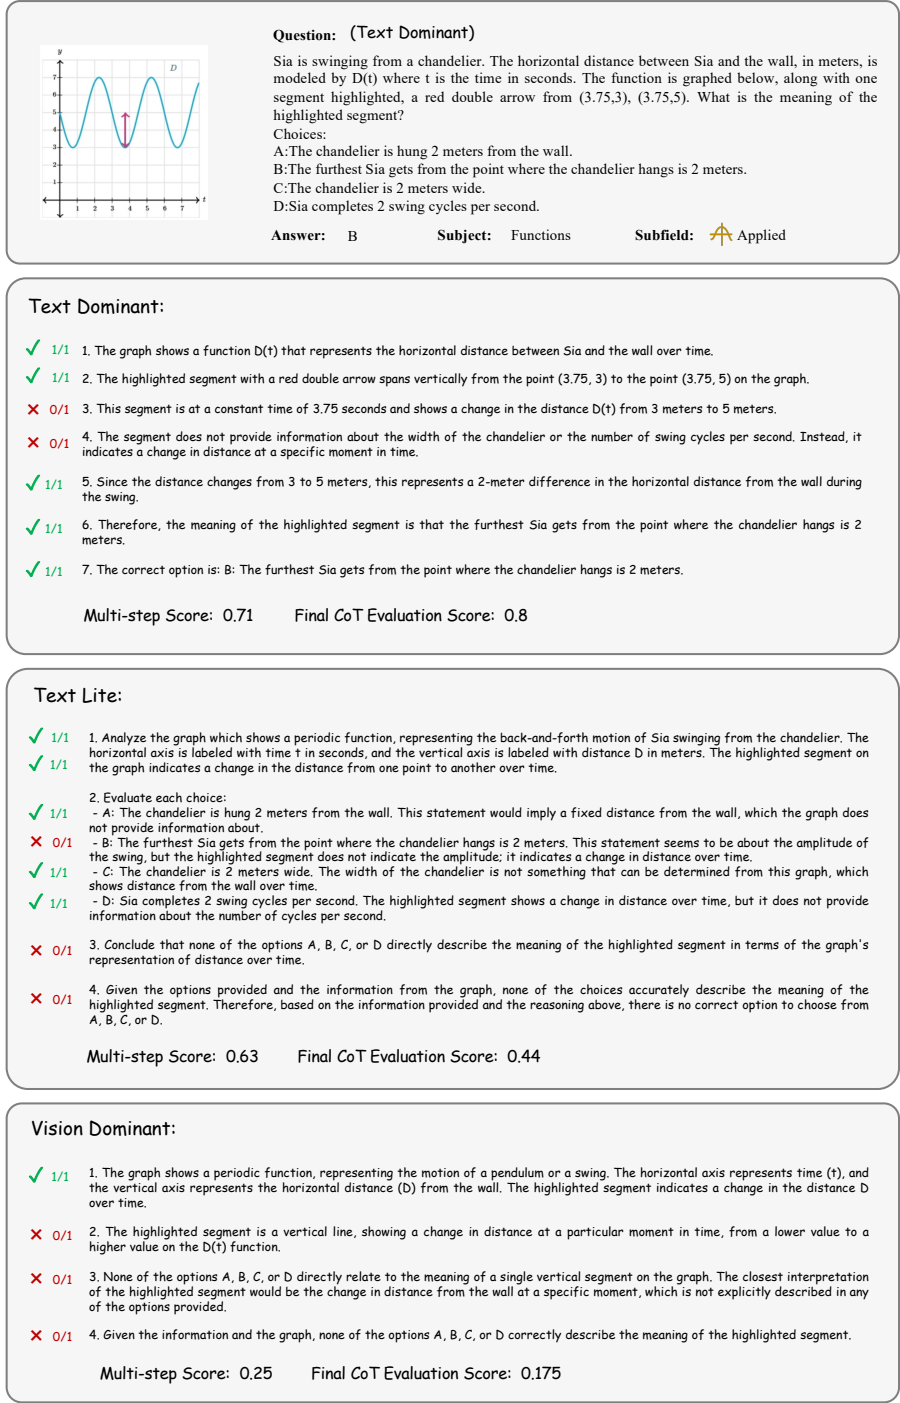 Question: (Text Dominant)
Sia is swinging from a chandelier. The horizontal distance between Sia and the wall, in meters, is
modeled by D(t) where t is the time in seconds. The function is graphed below, along with one
segment highlighted, a red double arrow from (3.75,3), (3.75,5). What is the meaning of the
highlighted segment?
Choices:
A:The chandelier is hung 2 meters from the wall.
B:The furthest Sia gets from the point where the chandelier hangs is 2 meters.
C:The chandelier is 2 meters wide.
D:Sia completes 2 swing cycles per second.
Answer: B Subject: Functions Subfield: Applied
y
D
7
6
5
4
3
2
1
1 2 3 4 5 6 7 t
Text Dominant:
1/1 1. The graph shows a function D(t) that represents the horizontal distance between Sia and the wall over time.
1/1 2. The highlighted segment with a red double arrow spans vertically from the point (3.75, 3) to the point (3.75, 5) on the graph.
0/1 3. This segment is at a constant time of 3.75 seconds and shows a change in the distance D(t) from 3 meters to 5 meters.
0/1 4. The segment does not provide information about the width of the chandelier or the number of swing cycles per second. Instead, it
indicates a change in distance at a specific moment in time.
1/1 5. Since the distance changes from 3 to 5 meters, this represents a 2-meter difference in the horizontal distance from the wall during
the swing.
1/1 6. Therefore, the meaning of the highlighted segment is that the furthest Sia gets from the point where the chandelier hangs is 2
meters.
1/1 7. The correct option is: B: The furthest Sia gets from the point where the chandelier hangs is 2 meters.
Multi-step Score: 0.71 Final CoT Evaluation Score: 0.8
Text Lite:
1/1 1. Analyze the graph which shows a periodic function, representing the back-and-forth motion of Sia swinging from the chandelier. The
horizontal axis is labeled with time t in seconds, and the vertical axis is labeled with distance D in meters. The highlighted segment on
1/1 the graph indicates a change in the distance from one point to another over time.
2. Evaluate each choice:
1/1 - A: The chandelier is hung 2 meters from the wall. This statement would imply a fixed distance from the wall, which the graph does
not provide information about.
0/1 - B: The furthest Sia gets from the point where the chandelier hangs is 2 meters. This statement seems to be about the amplitude of
the swing, but the highlighted segment does not indicate the amplitude; it indicates a change in distance over time.
1/1 - C: The chandelier is 2 meters wide. The width of the chandelier is not something that can be determined from this graph, which
shows distance from the wall over time.
1/1 - D: Sia completes 2 swing cycles per second. The highlighted segment shows a change in distance over time, but it does not provide
information about the number of cycles per second.
0/1 3. Conclude that none of the options A, B, C, or D directly describe the meaning of the highlighted segment in terms of the graph's
representation of distance over time.
0/1 4. Given the options provided and the information from the graph, none of the choices accurately describe the meaning of the
highlighted segment. Therefore, based on the information provided and the reasoning above, there is no correct option to choose from
A, B, C, or D.
Multi-step Score: 0.63 Final CoT Evaluation Score: 0.44
Vision Dominant:
1/1 1. The graph shows a periodic function, representing the motion of a pendulum or a swing. The horizontal axis represents time (t), and
the vertical axis represents the horizontal distance (D) from the wall. The highlighted segment indicates a change in the distance D
over time.
0/1 2. The highlighted segment is a vertical line, showing a change in distance at a particular moment in time, from a lower value to a
higher value on the D(t) function.
0/1 3. None of the options A, B, C, or D directly relate to the meaning of a single vertical segment on the graph. The closest interpretation
of the highlighted segment would be the change in distance from the wall at a specific moment, which is not explicitly described in any
of the options provided.
0/1 4. Given the information and the graph, none of the options A, B, C, or D correctly describe the meaning of the highlighted segment.
Multi-step Score: 0.25 Final CoT Evaluation Score: 0.175